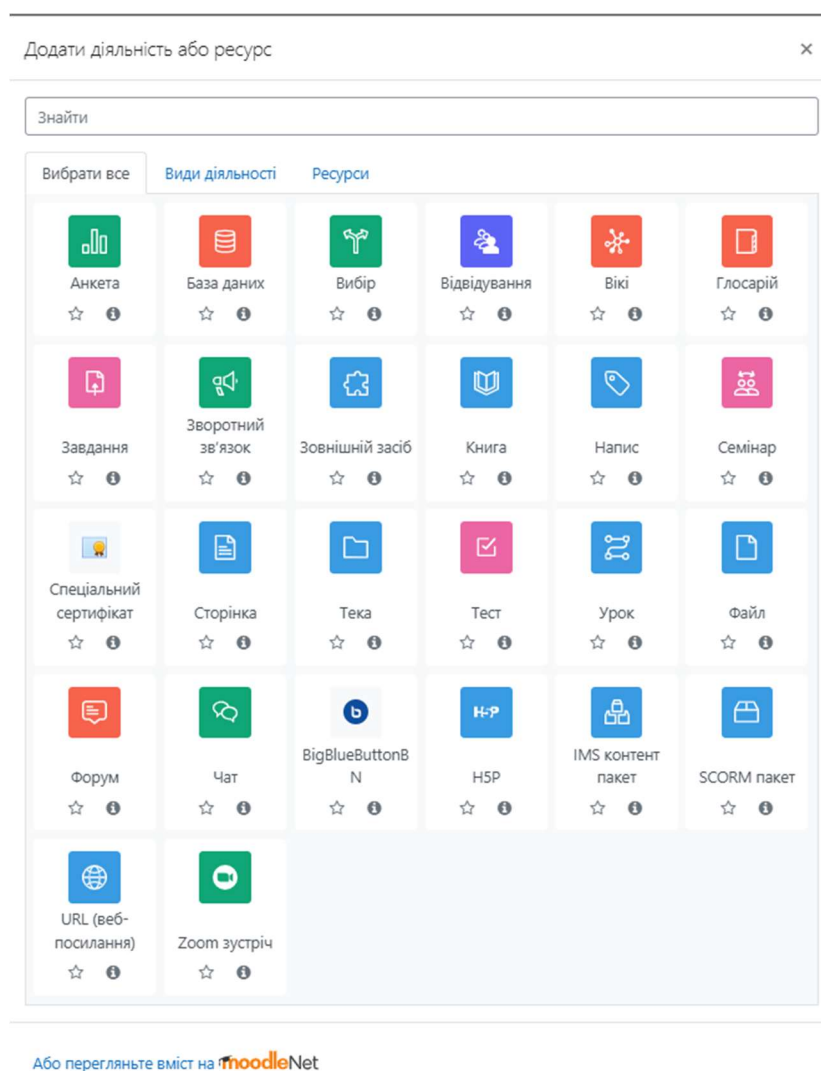 Додати діяльність або ресурс ×
Знайти
Вибрати все Види діяльності Ресурси
Анкета База даних Вибір Відвідування Вікі Глосарій
Завдання Зворотний зв'язок Зовнішній засіб Книга Напис Семінар
Спеціальний сертифікат Сторінка Тека Тест Урок Файл
b H-P
Форум Чат BigBlueButtonBN H5P IMS контент пакет SCORM пакет
URL (веб-посилання) Zoom зустріч
Або перегляньте вміст на moodleNet